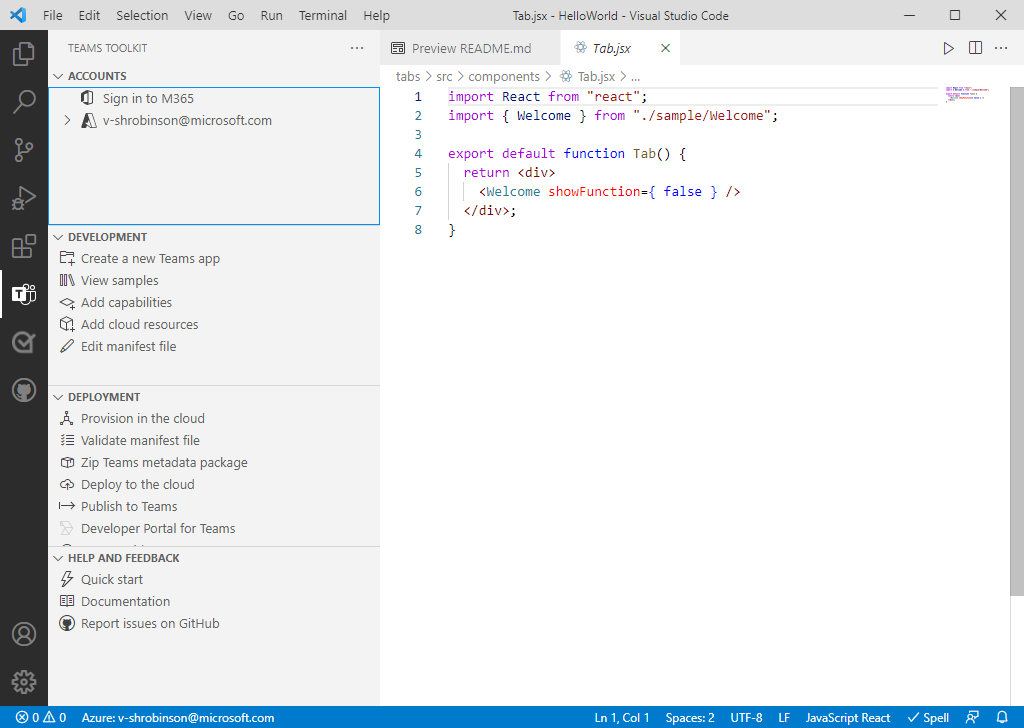 File Edit Selection View Go Run Terminal Help Tab.jsx - HelloWorld - Visual Studio Code
TEAMS TOOLKIT
ACCOUNTS
Sign in to M365
v-shrobinson@microsoft.com
DEVELOPMENT
Create a new Teams app
View samples
Add capabilities
Add cloud resources
Edit manifest file
DEPLOYMENT
Provision in the cloud
Validate manifest file
Zip Teams metadata package
Deploy to the cloud
Publish to Teams
Developer Portal for Teams
HELP AND FEEDBACK
Quick start
Documentation
Report issues on GitHub
Preview README.md Tab.jsx
tabs > src > components > Tab.jsx > ...
1 import React from "react";
2 import { Welcome } from "./sample/Welcome";
3
4 export default function Tab() {
5 return <div>
6 <Welcome showFunction={ false } />
7 </div>;
8 }
0 0 Azure: v-shrobinson@microsoft.com Ln 1, Col 1 Spaces: 2 UTF-8 LF JavaScript React Spell